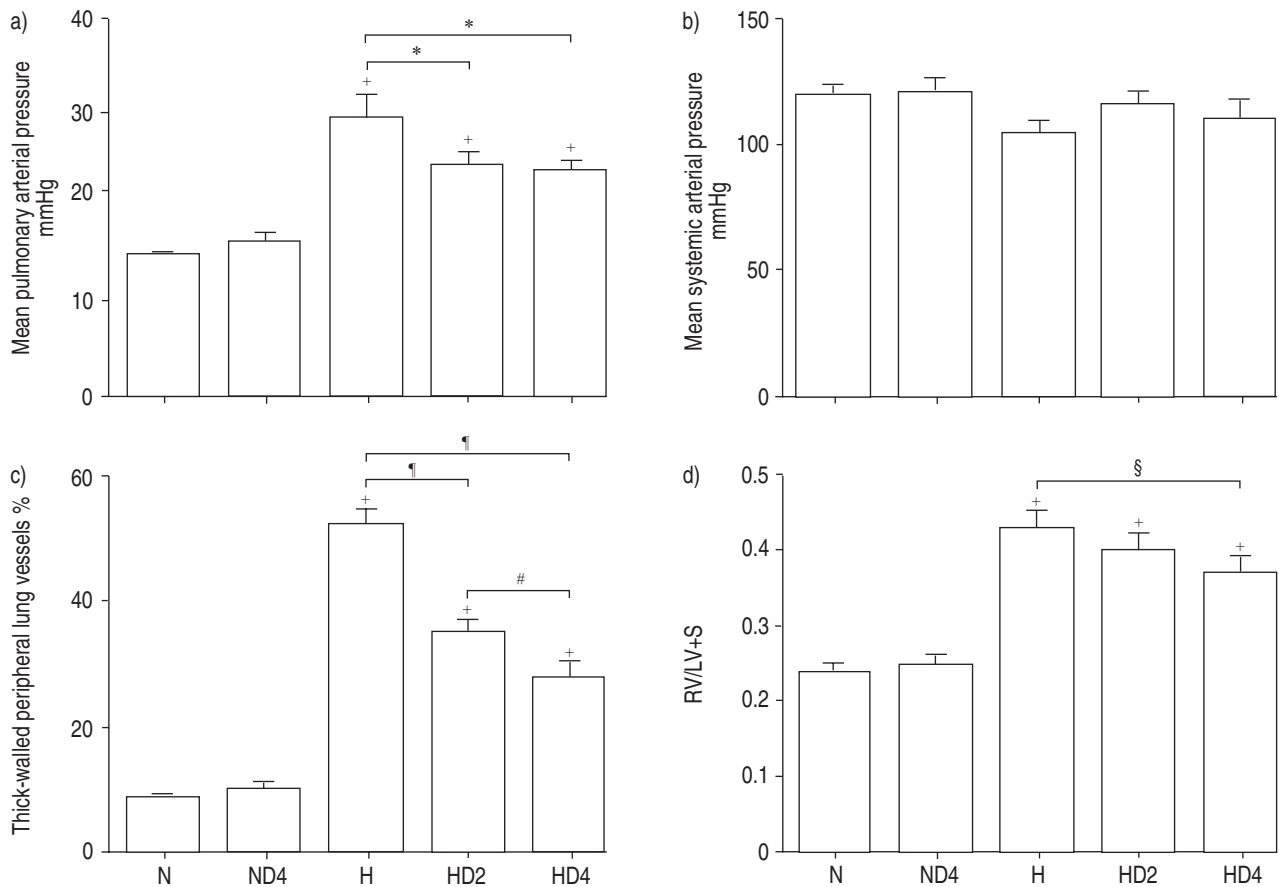 a)
Mean pulmonary arterial pressure
mmHg
40
30
20
10
0
*
*
+
+
+
b)
Mean systemic arterial pressure
mmHg
150
100
50
0
c)
Thick-walled peripheral lung vessels %
60
40
20
0
¶
¶
#
+
+
+
N ND4 H HD2 HD4
d)
RV/LV+S
0.5
0.4
0.3
0.2
0.1
0
§
+
+
+
N ND4 H HD2 HD4